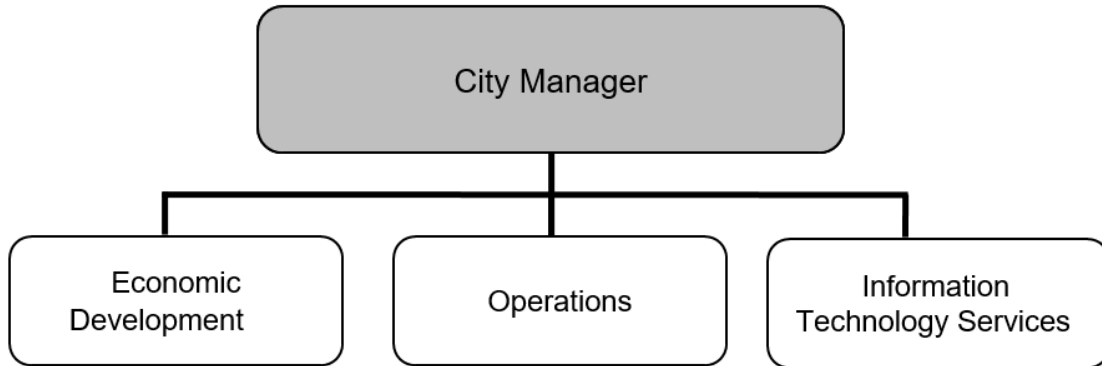 City Manager
Economic
Development
Operations
Information
Technology Services